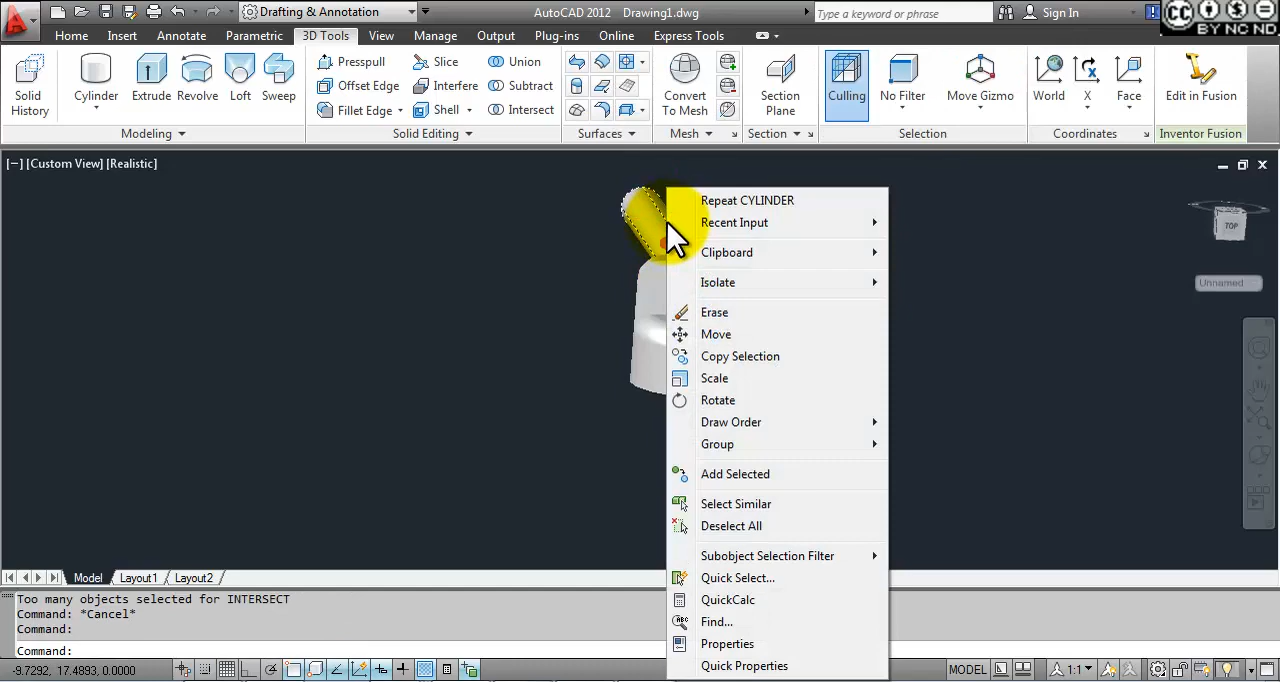 Drafting & Annotation
AutoCAD 2012 Drawing1.dwg
Type a keyword or phrase
Sign In
CC
BY NC ND
Home Insert Annotate Parametric 3D Tools View Manage Output Plug-ins Online Express Tools
Solid History
Cylinder
Extrude
Revolve
Loft
Sweep
Presspull
Offset Edge
Fillet Edge
Slice
Interfere
Shell
Union
Subtract
Intersect
Convert To Mesh
Section Plane
Culling
No Filter
Move Gizmo
World
X
Face
Edit in Fusion
Modeling
Solid Editing
Surfaces
Mesh
Section
Selection
Coordinates
Inventor Fusion
[−] [Custom View] [Realistic]
TOP
Unnamed
Repeat CYLINDER
Recent Input
Clipboard
Isolate
Erase
Move
Copy Selection
Scale
Rotate
Draw Order
Group
Add Selected
Select Similar
Deselect All
Subobject Selection Filter
Quick Select...
QuickCalc
Find...
Properties
Quick Properties
Model Layout1 Layout2
Too many objects selected for INTERSECT
Command: *Cancel*
Command:
Command:
-9.7292, 17.4893, 0.0000
MODEL
1:1